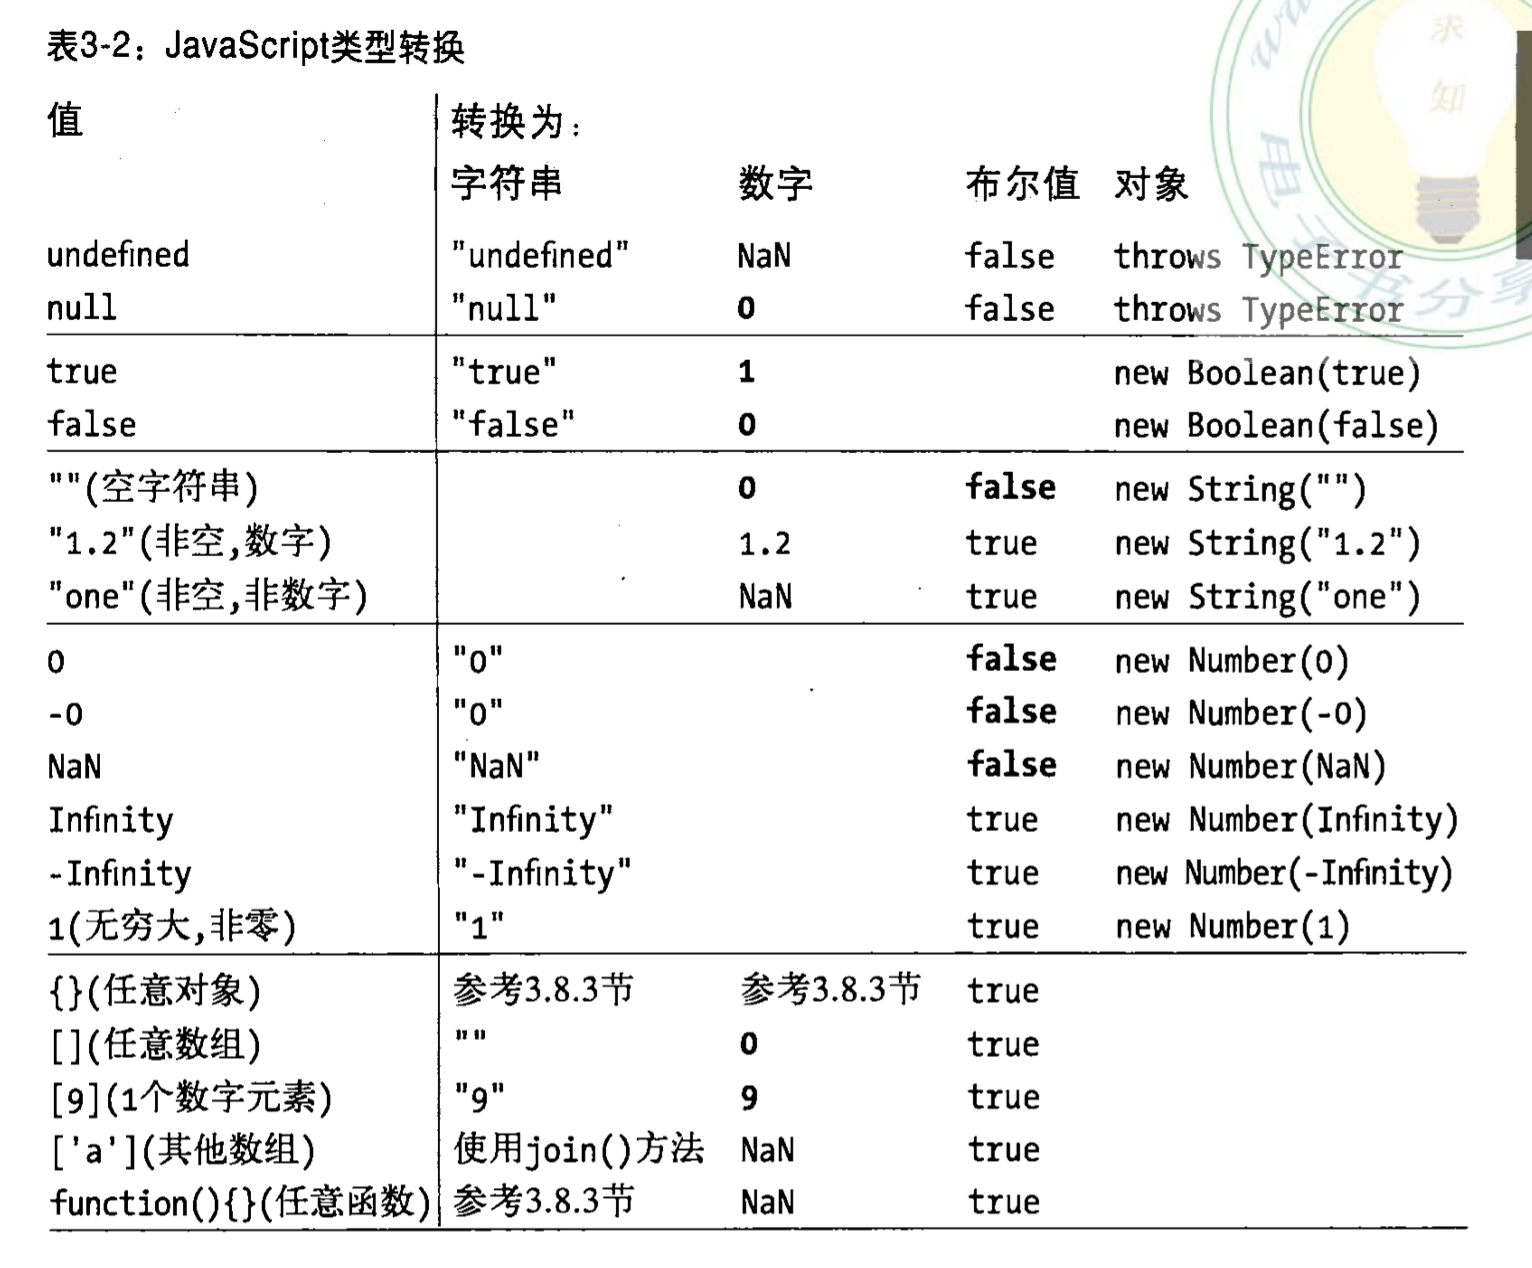 表3-2：JavaScript类型转换
值 转换为：
字符串 数字 布尔值 对象
undefined "undefined" NaN false throws TypeError
null "null" 0 false throws TypeError
true "true" 1 new Boolean(true)
false "false" 0 new Boolean(false)
""(空字符串) 0 false new String("")
"1.2"(非空,数字) 1.2 true new String("1.2")
"one"(非空,非数字) NaN true new String("one")
0 "0" false new Number(0)
-0 "0" false new Number(-0)
NaN "NaN" false new Number(NaN)
Infinity "Infinity" true new Number(Infinity)
-Infinity "-Infinity" true new Number(-Infinity)
1(无穷大,非零) "1" true new Number(1)
{}(任意对象) 参考3.8.3节 参考3.8.3节 true
[](任意数组) "" 0 true
[9](1个数字元素) "9" 9 true
['a'](其他数组) 使用join()方法 NaN true
function(){}(任意函数) 参考3.8.3节 NaN true
求
知
电子书分享